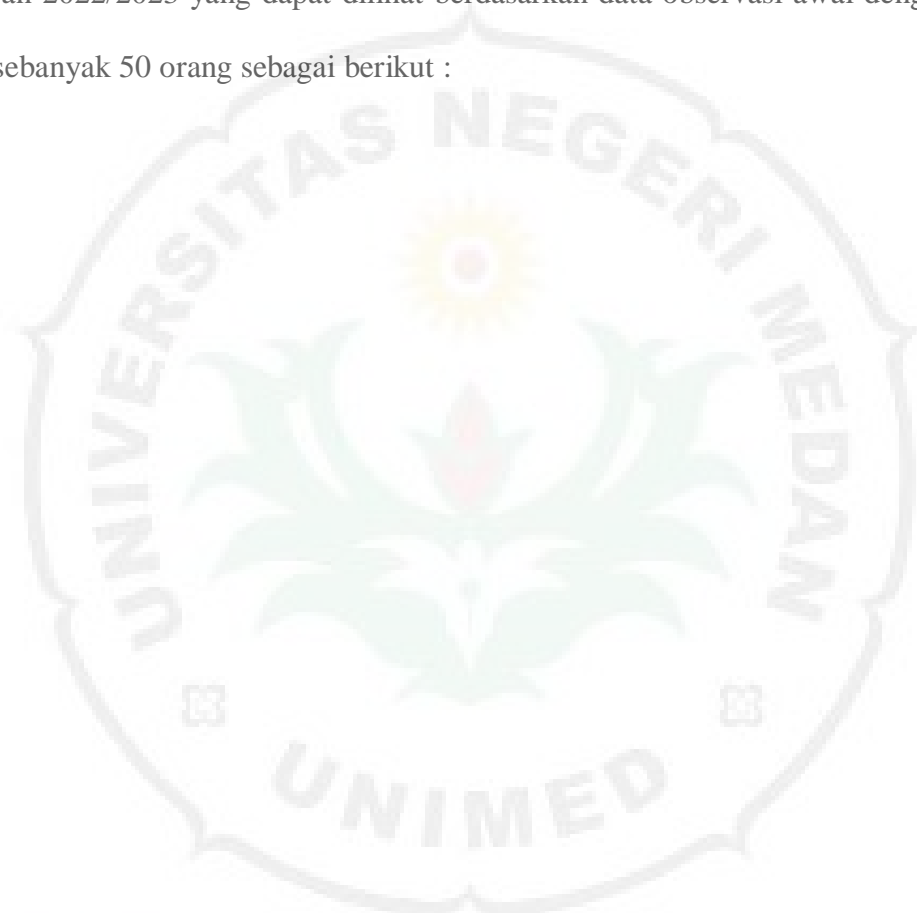 2022/2023 yang dapat dilihat berdasarkan data observasi awal
sebanyak 50 orang sebagai berikut :
UNIVERSITAS NEGERI MEDAN
UNIMED